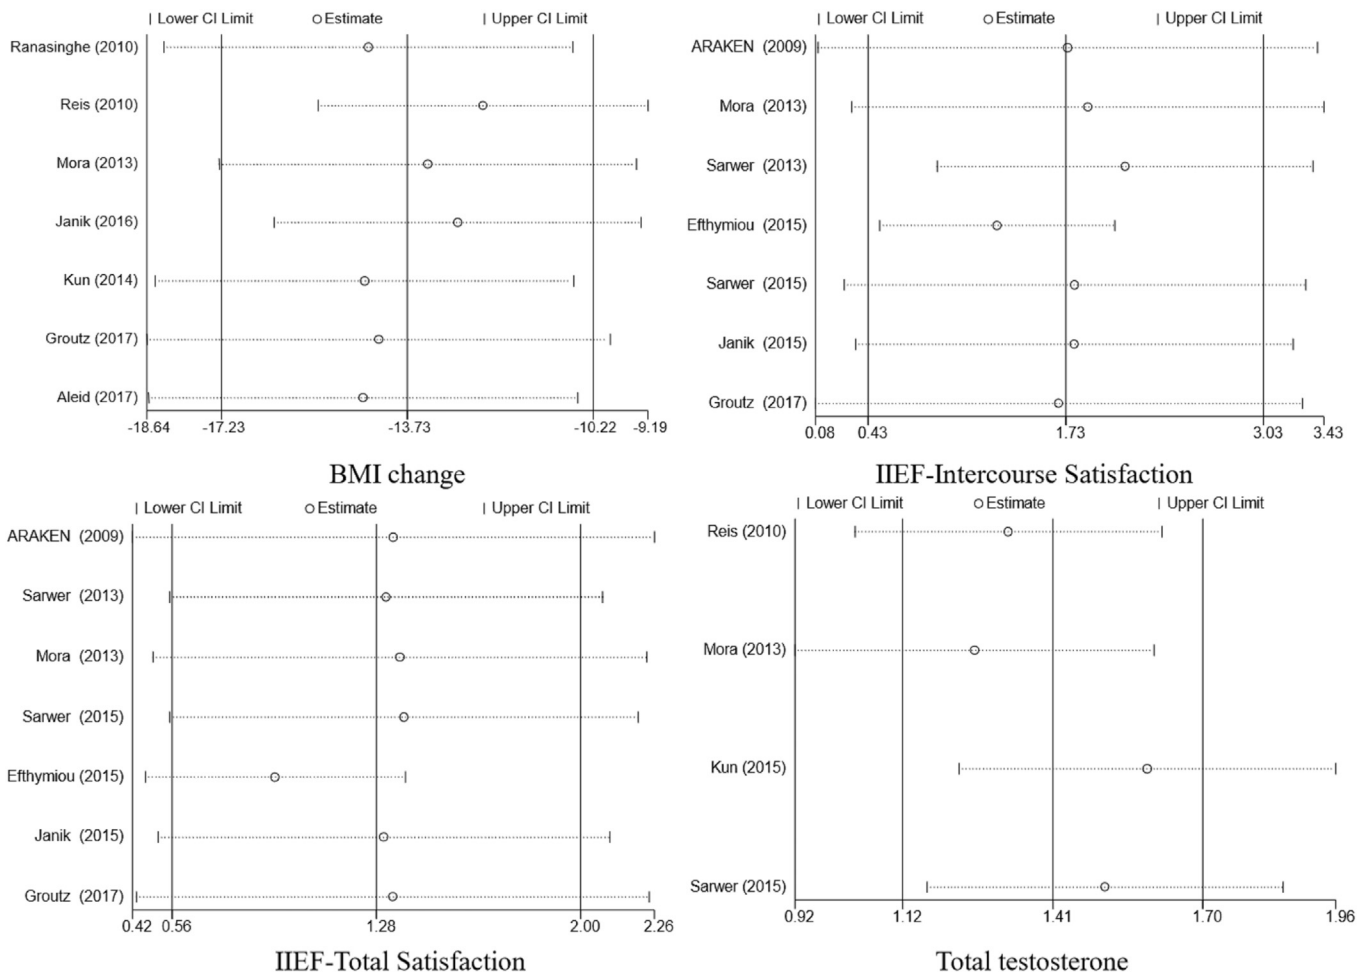 Lower CI Limit Estimate Upper CI Limit
Ranasinghe (2010)
Reis (2010)
Mora (2013)
Janik (2016)
Kun (2014)
Groutz (2017)
Aleid (2017)
-18.64 -17.23 -13.73 -10.22 -9.19
BMI change
Lower CI Limit Estimate Upper CI Limit
ARAKEN (2009)
Mora (2013)
Sarwer (2013)
Efthymiou (2015)
Sarwer (2015)
Janik (2015)
Groutz (2017)
0.08 0.43 1.73 3.03 3.43
IIEF-Intercourse Satisfaction
Lower CI Limit Estimate Upper CI Limit
ARAKEN (2009)
Sarwer (2013)
Mora (2013)
Sarwer (2015)
Efthymiou (2015)
Janik (2015)
Groutz (2017)
0.42 0.56 1.28 2.00 2.26
IIEF-Total Satisfaction
Lower CI Limit Estimate Upper CI Limit
Reis (2010)
Mora (2013)
Kun (2015)
Sarwer (2015)
0.92 1.12 1.41 1.70 1.96
Total testosterone